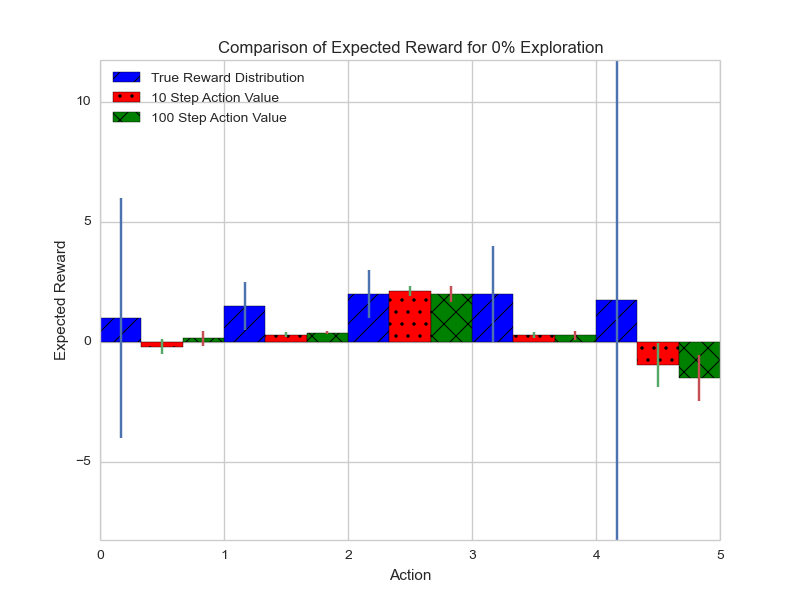 Comparison of Expected Reward for 0% Exploration
True Reward Distribution
10 Step Action Value
100 Step Action Value
10
5
0
−5
Expected Reward
0 1 2 3 4 5
Action